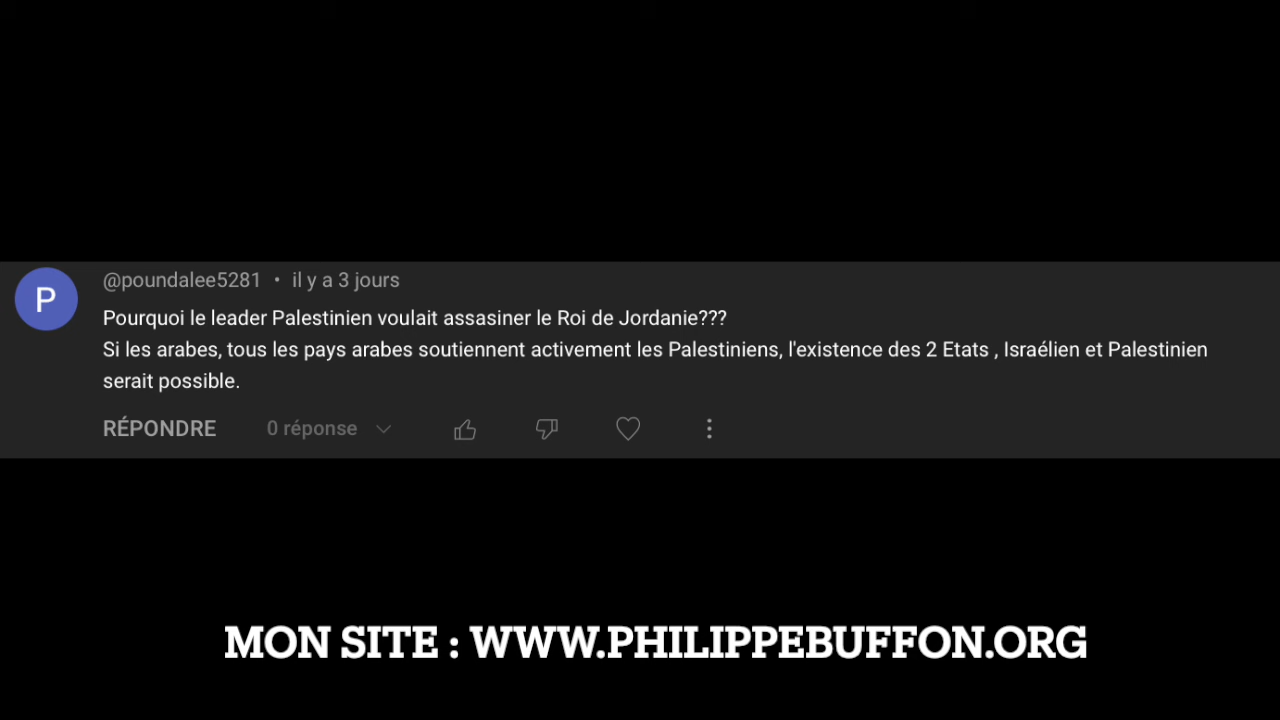 P
@poundalee5281 • il y a 3 jours
Pourquoi le leader Palestinien voulait assasiner le Roi de Jordanie???
Si les arabes, tous les pays arabes soutiennent activement les Palestiniens, l'existence des 2 Etats , Israélien et Palestinien
serait possible.
RÉPONDRE 0 réponse
MON SITE : WWW.PHILIPPEBUFFON.ORG